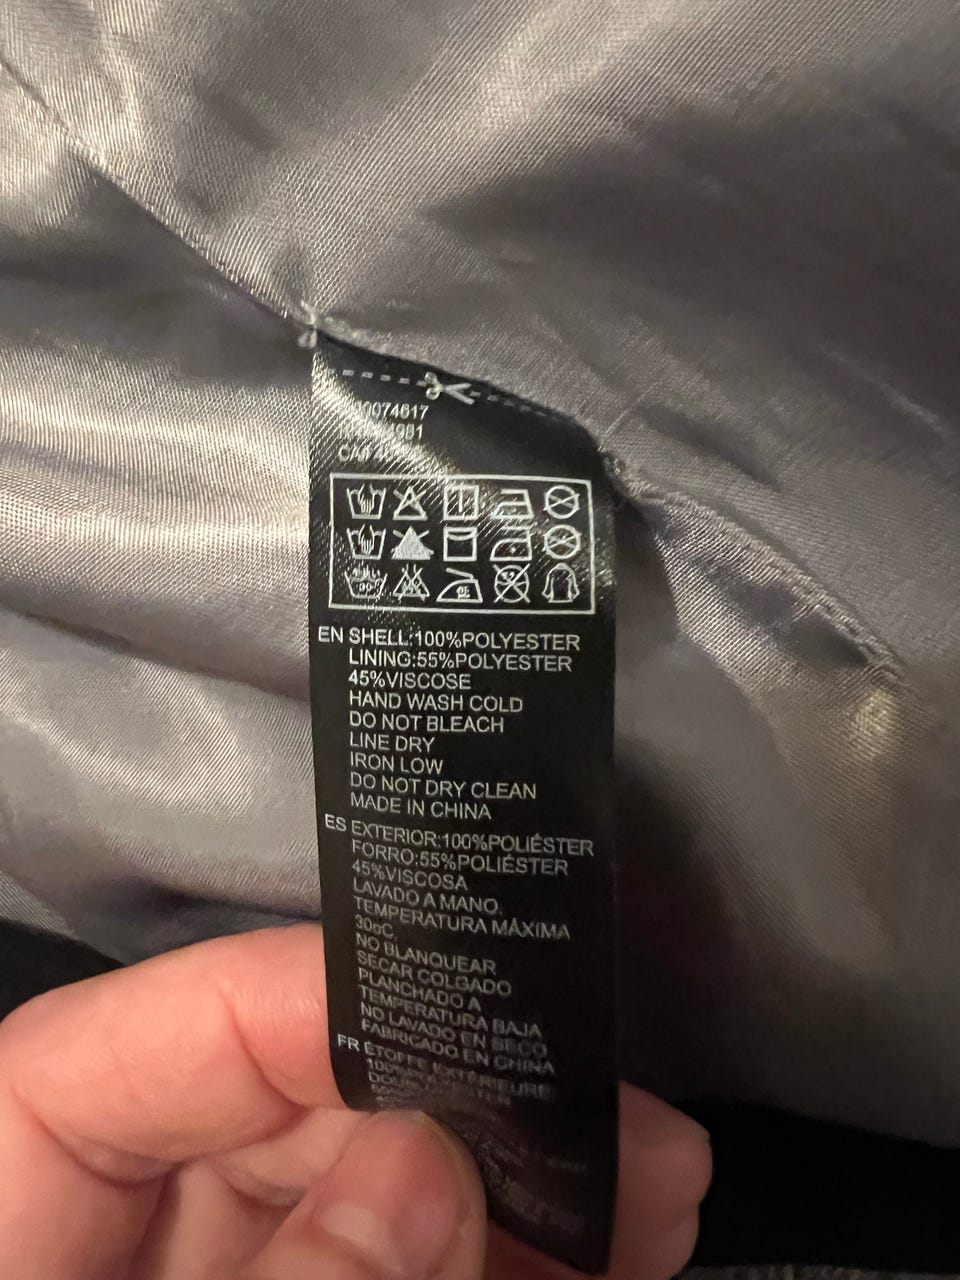 EN SHELL:100%POLYESTER
LINING:55%POLYESTER
45%VISCOSE
HAND WASH COLD
DO NOT BLEACH
LINE DRY
IRON LOW
DO NOT DRY CLEAN
MADE IN CHINA
ES EXTERIOR:100%POLIÉSTER
FORRO:55%POLIÉSTER
45%VISCOSA
LAVADO A MANO.
TEMPERATURA MÁXIMA
30oC,
NO BLANQUEAR
SECAR COLGADO
PLANCHADO A
TEMPERATURA BAJA
NO LAVADO EN SECO
FABRICADO EN CHINA
FR ÉTOFFE EXTÉRIEURE: